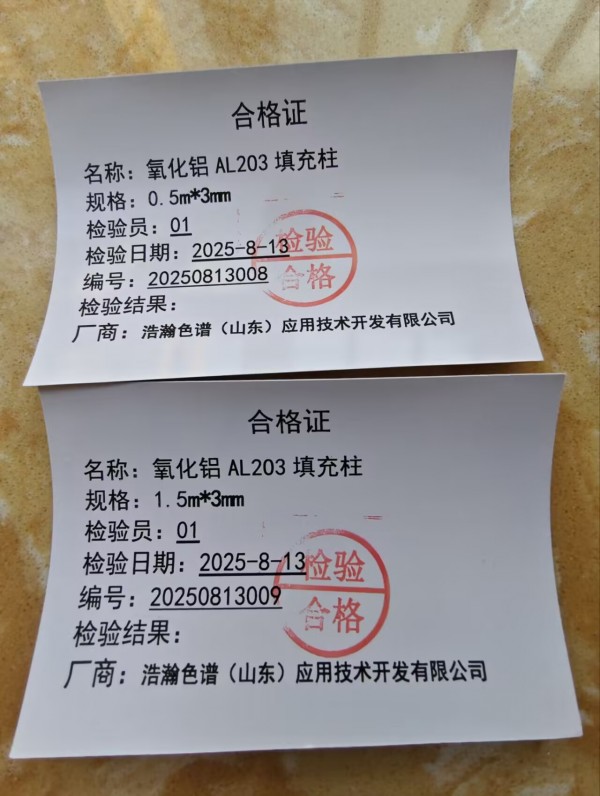 合格证
名称：氧化铝 AL203 填充柱
规格：0.5m*3mm
检验员：01
检验日期：2025-8-13
编号：20250813008
检验结果：
检验
合格
厂商：浩瀚色谱（山东）应用技术开发有限公司
合格证
名称：氧化铝 AL203 填充柱
规格：1.5m*3mm
检验员：01
检验日期：2025-8-13
编号：20250813009
检验结果：
检验
合格
厂商：浩瀚色谱（山东）应用技术开发有限公司